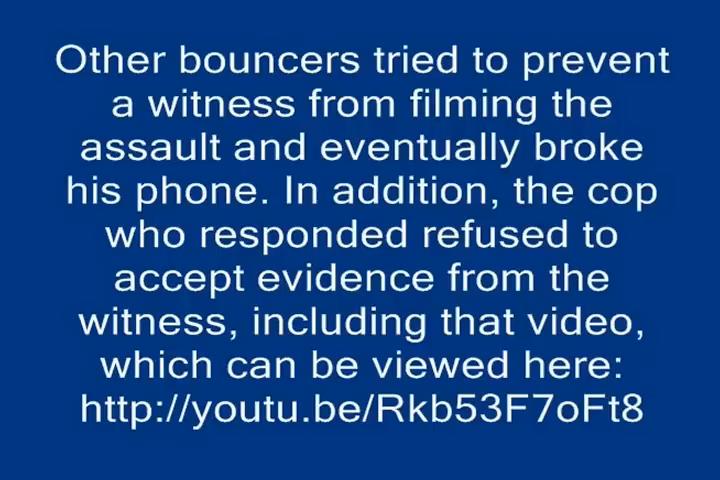 Other bouncers tried to prevent
a witness from filming the
assault and eventually broke
his phone. In addition, the cop
who responded refused to
accept evidence from the
witness, including that video,
which can be viewed here:
http://youtu.be/Rkb53F7oFt8